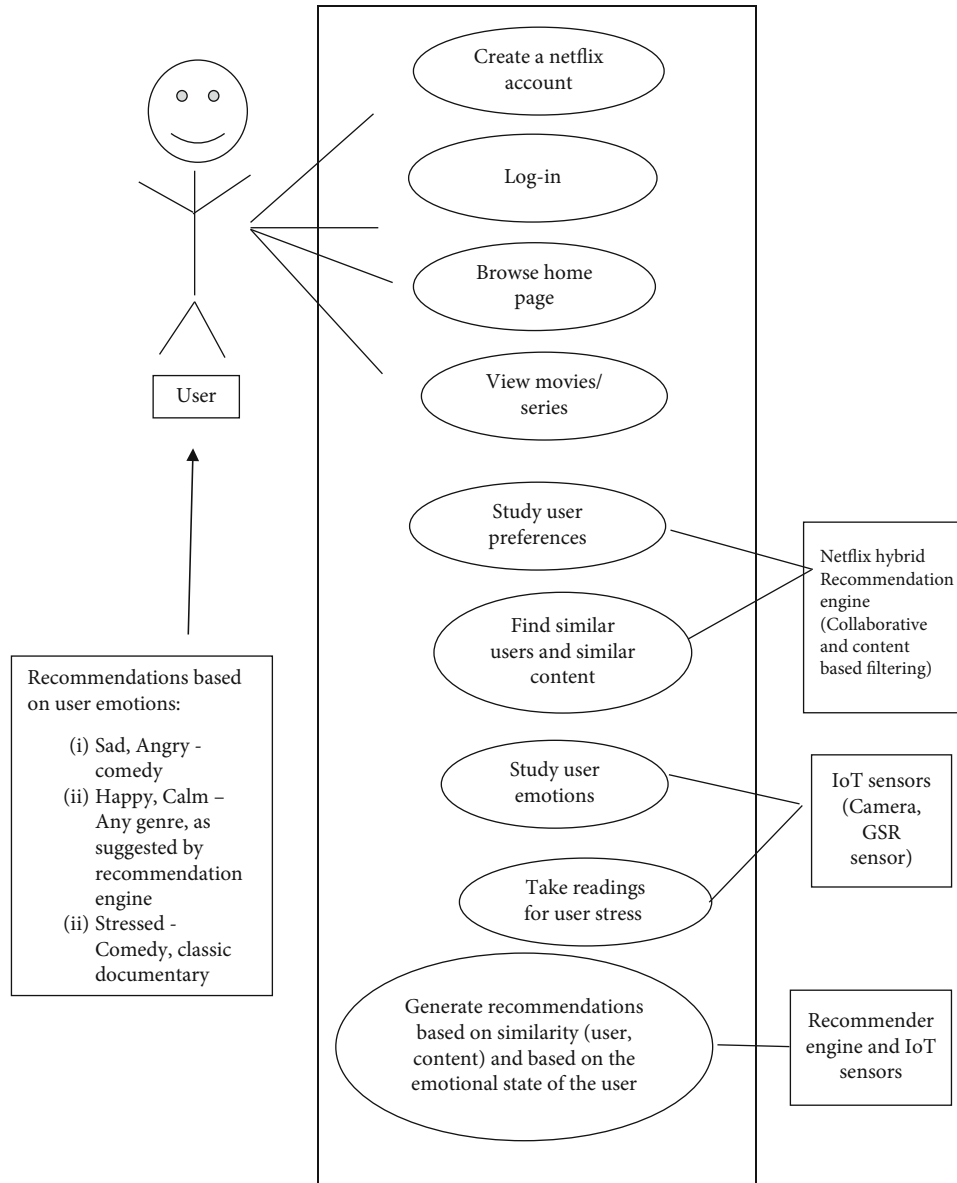 Create a netflix
account
Log-in
Browse home
page
View movies/
series
User
Study user
preferences
Netflix hybrid
Recommendation
engine
(Collaborative
and content
based filtering)
Find similar
users and similar
content
Recommendations based
on user emotions:
(i) Sad, Angry -
comedy
(ii) Happy, Calm –
Any genre, as
suggested by
recommendation
engine
(ii) Stressed -
Comedy, classic
documentary
Study user
emotions
IoT sensors
(Camera,
GSR
sensor)
Take readings
for user stress
Generate recommendations
based on similarity (user,
content) and based on the
emotional state of the user
Recommender
engine and IoT
sensors